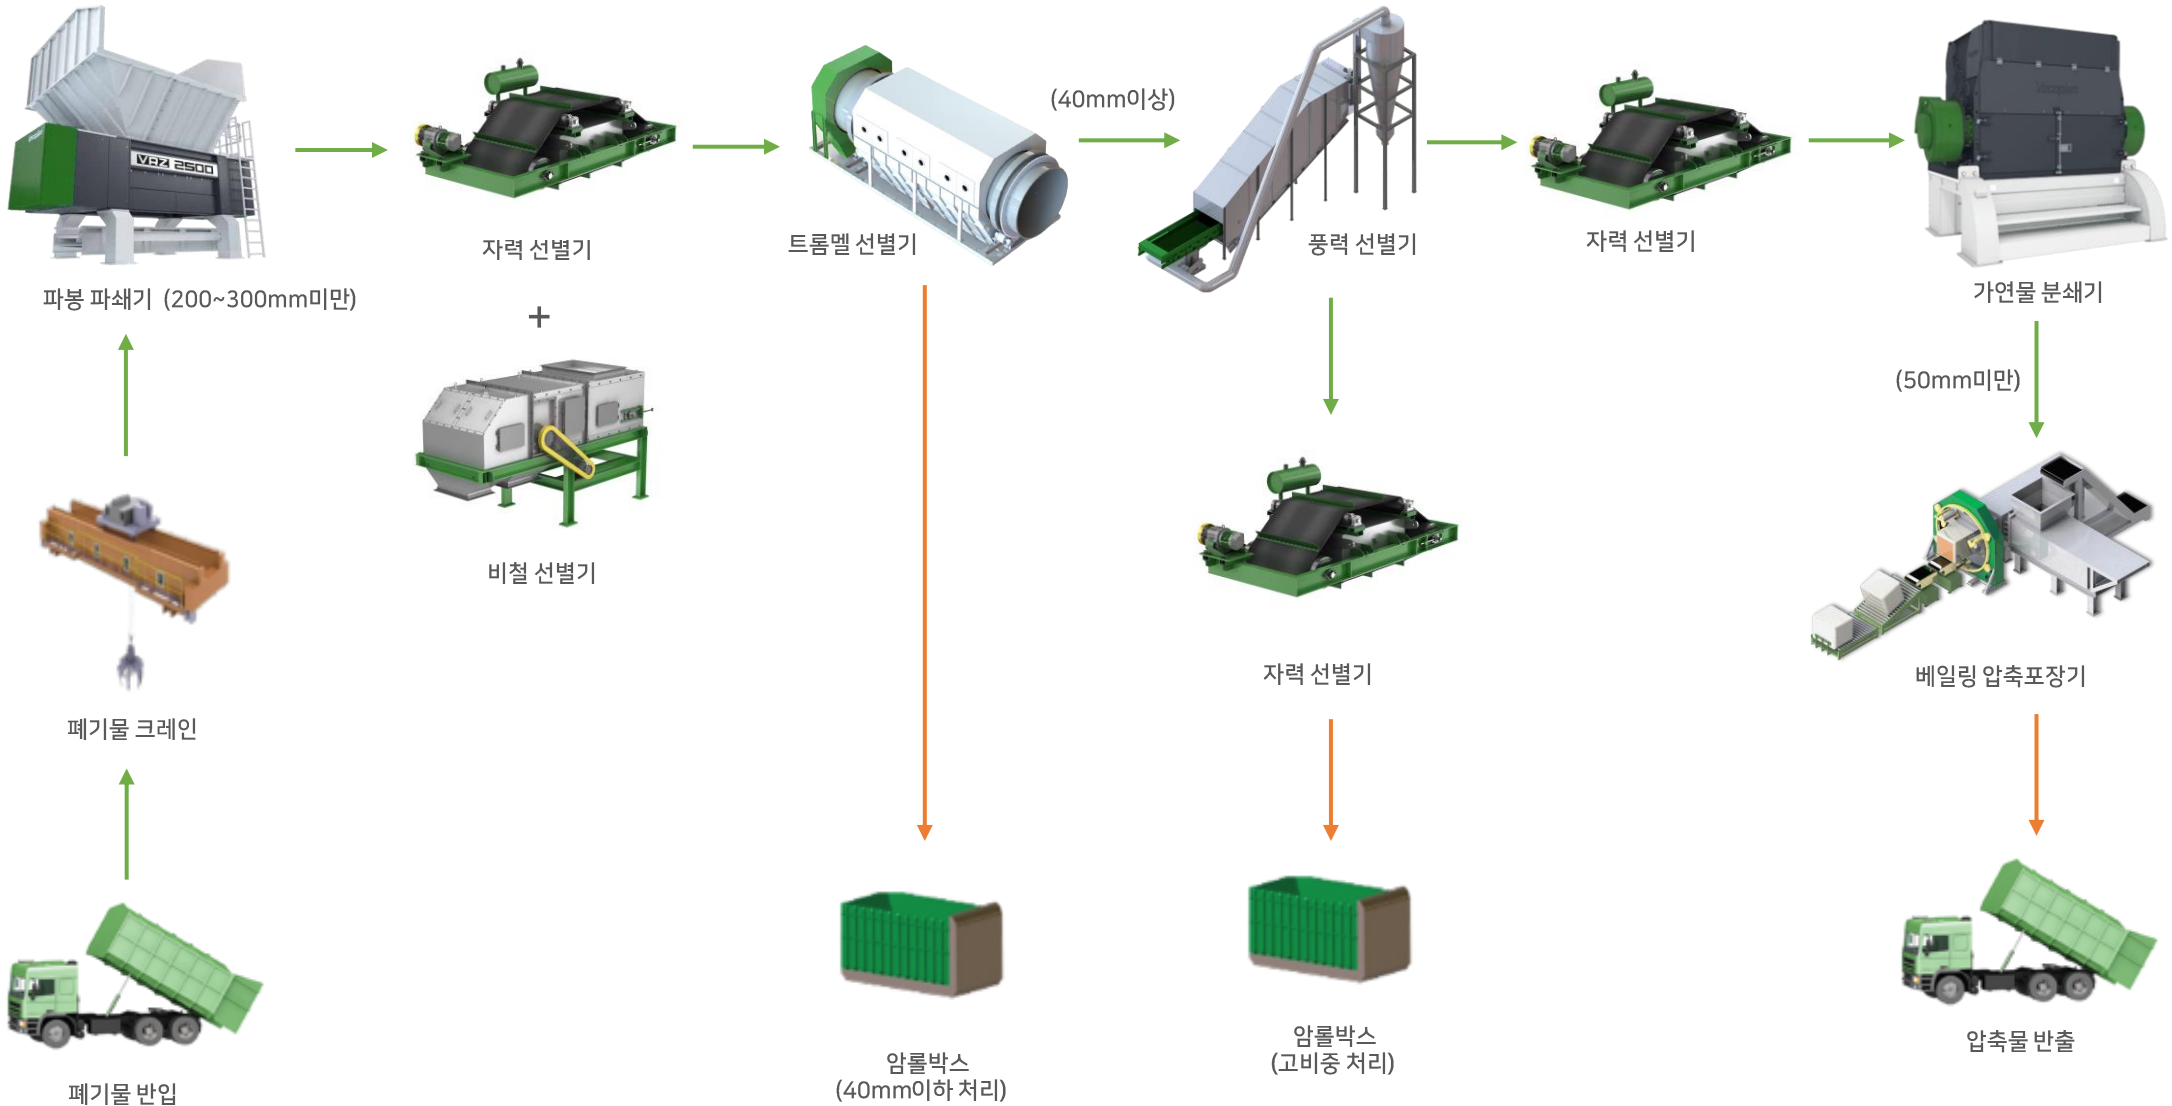 VAZ 2500
(40mm이상)
Vecoplan
자력 선별기
트롬멜 선별기
풍력 선별기
자력 선별기
파봉 파쇄기 (200~300mm미만)
가연물 분쇄기
+
(50mm미만)
비철 선별기
자력 선별기
베일링 압축포장기
폐기물 크레인
암롤박스
(고비중 처리)
압축물 반출
암롤박스
(40mm이하 처리)
폐기물 반입